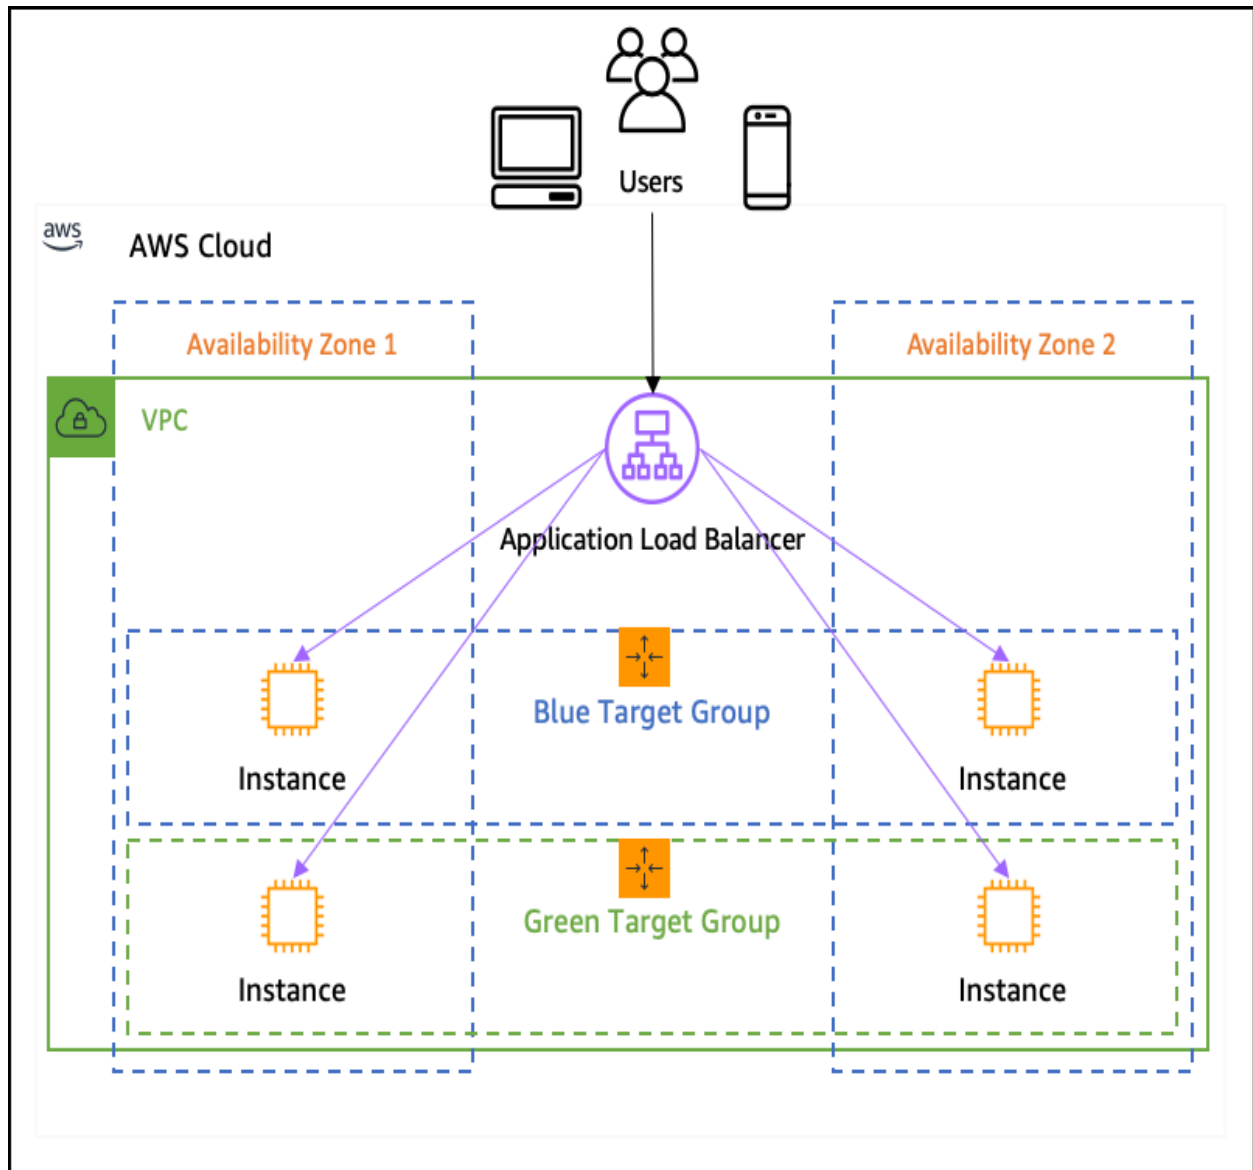 Users
aws
AWS Cloud
Availability Zone 1
Availability Zone 2
VPC
Application Load Balancer
Blue Target Group
Instance
Instance
Green Target Group
Instance
Instance